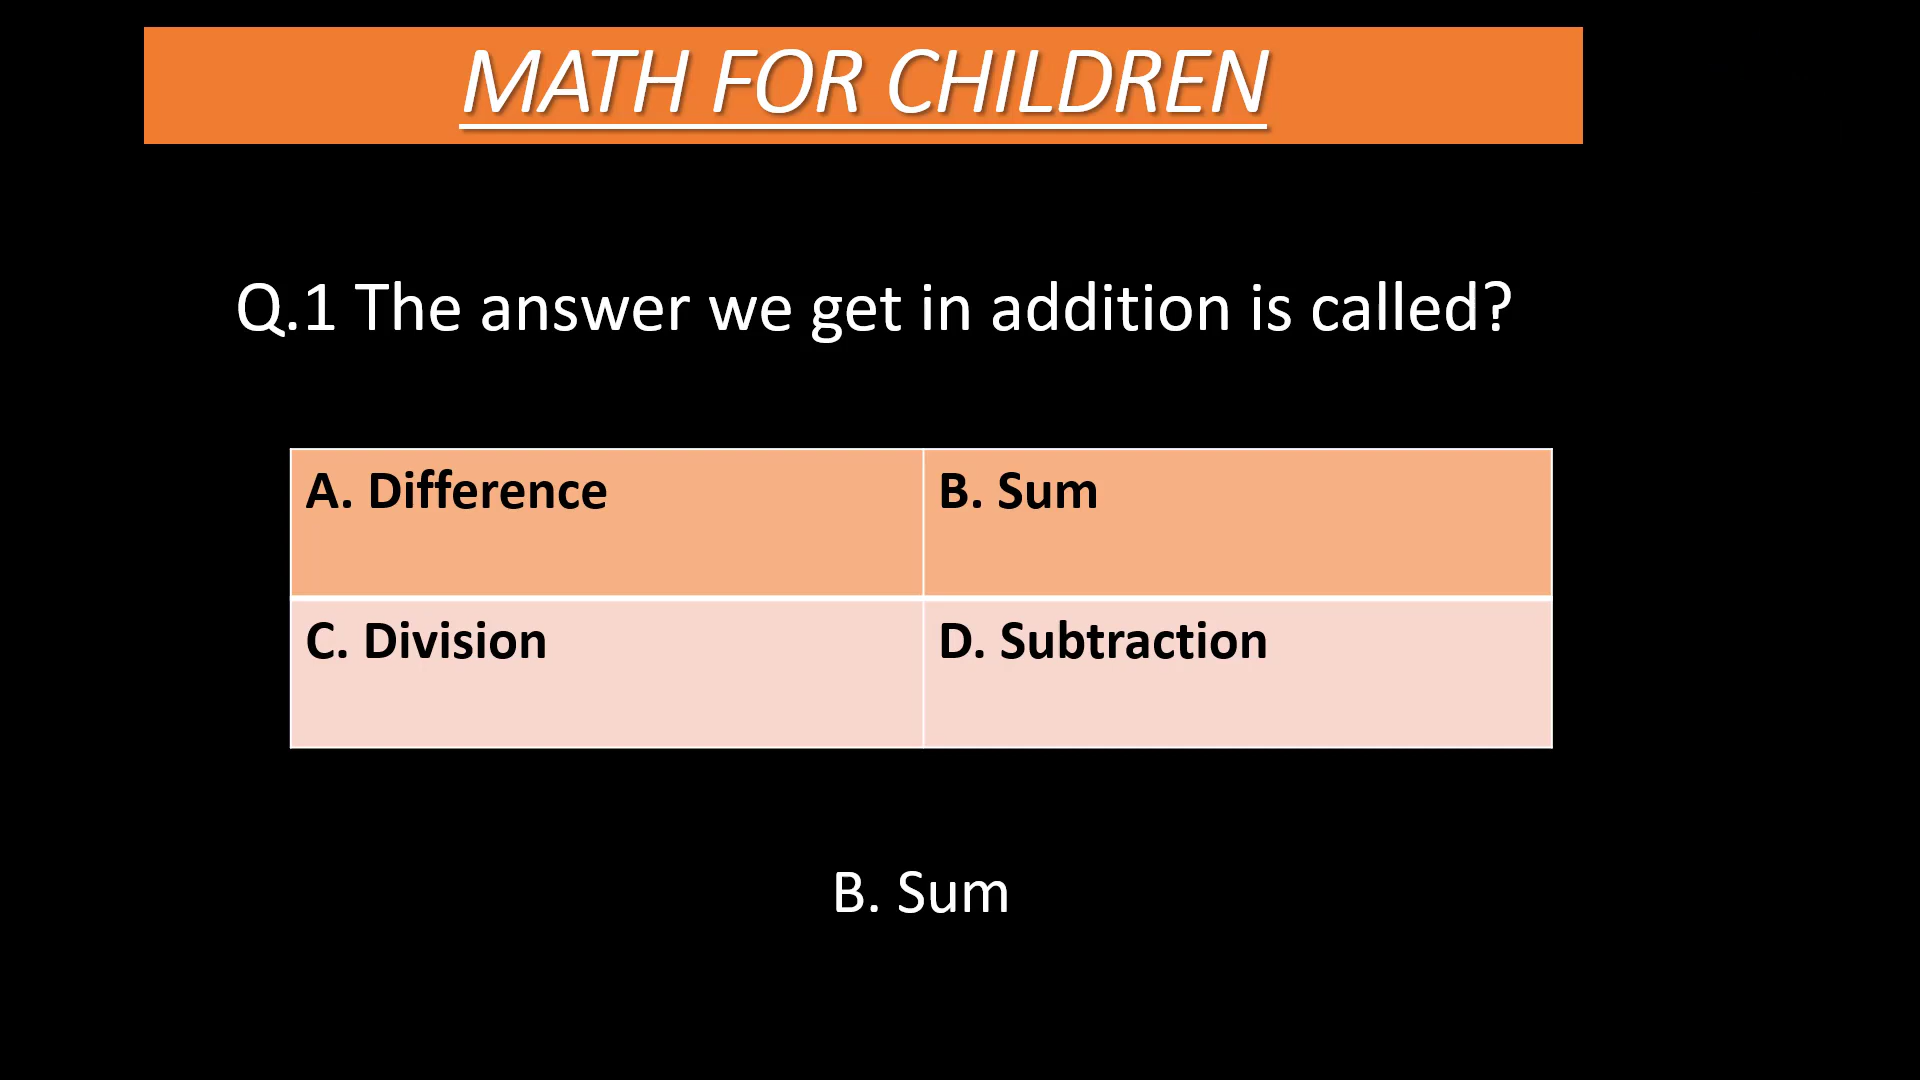 MATH FOR CHILDREN
Q.1 The answer we get in addition is called?
A. Difference
B. Sum
C. Division
D. Subtraction
B. Sum